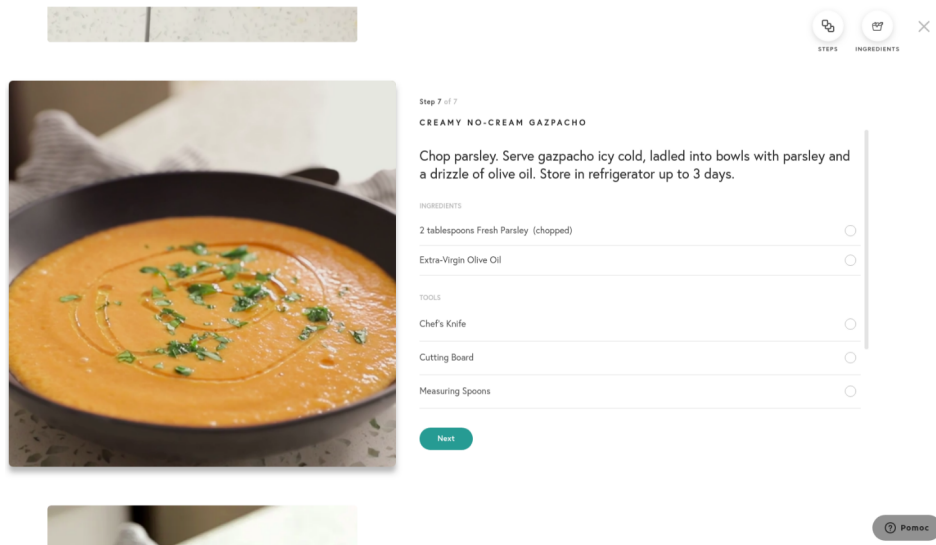 STEPS
INGREDIENTS
Step 7 of 7
CREAMY NO-CREAM GAZPACHO
Chop parsley. Serve gazpacho icy cold, ladled into bowls with parsley and
a drizzle of olive oil. Store in refrigerator up to 3 days.
INGREDIENTS
2 tablespoons Fresh Parsley (chopped)
Extra-Virgin Olive Oil
TOOLS
Chef's Knife
Cutting Board
Measuring Spoons
Next
Pomoc